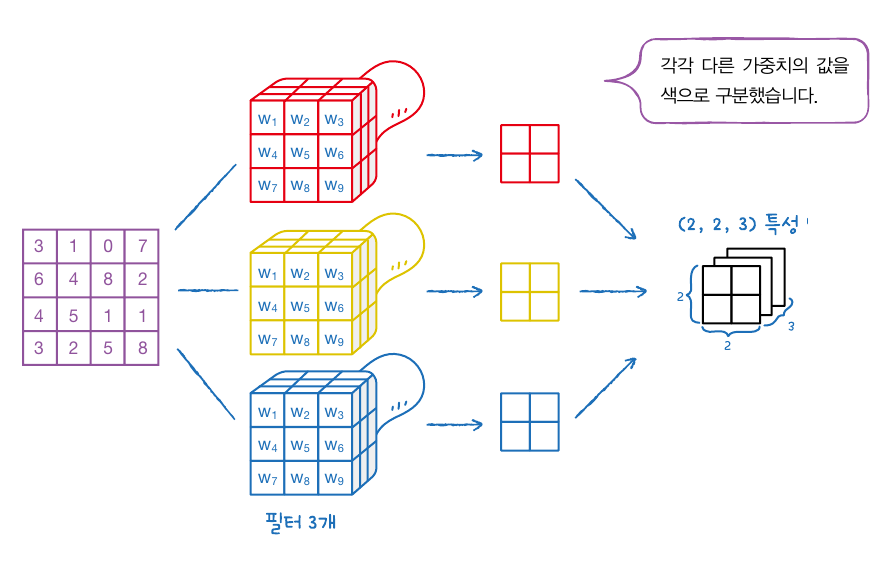 각각 다른 가중치의 값을
색으로 구분했습니다.
w₁ w₂ w₃
w₄ w₅ w₆
w₇ w₈ w₉
3 1 0 7
6 4 8 2
4 5 1 1
3 2 5 8
w₁ w₂ w₃
w₄ w₅ w₆
w₇ w₈ w₉
(2, 2, 3) 특성
2
2
3
w₁ w₂ w₃
w₄ w₅ w₆
w₇ w₈ w₉
필터 3개